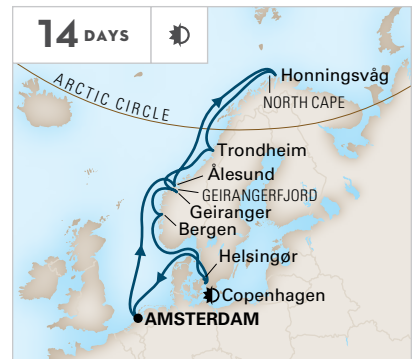 14 DAYS
ARCTIC CIRCLE
Honningsvåg
NORTH CAPE
Trondheim
Ålesund
GEIRANGERFJORD
Geiranger
Bergen
Helsingør
Copenhagen
AMSTERDAM